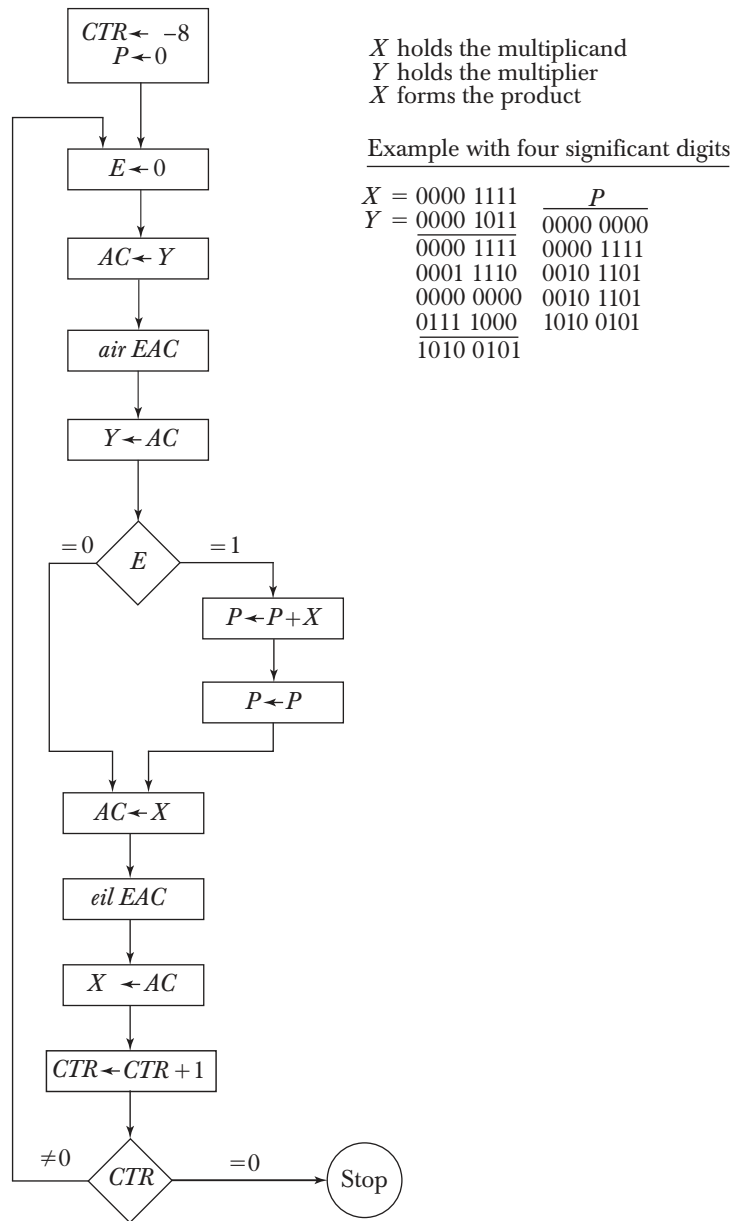 CTR← -8
P←0
X holds the multiplicand
Y holds the multiplier
X forms the product
Example with four significant digits
X = 0000 1111
P
Y = 0000 1011
0000 0000
0000 1111
0000 1111
0001 1110
0010 1101
0000 0000
0010 1101
0111 1000
1010 0101
1010 0101
E←0
AC←Y
air EAC
Y←AC
=0
E
=1
P←P+X
P←P
AC←X
eil EAC
X ←AC
CTR←CTR+1
≠0
CTR
=0
Stop